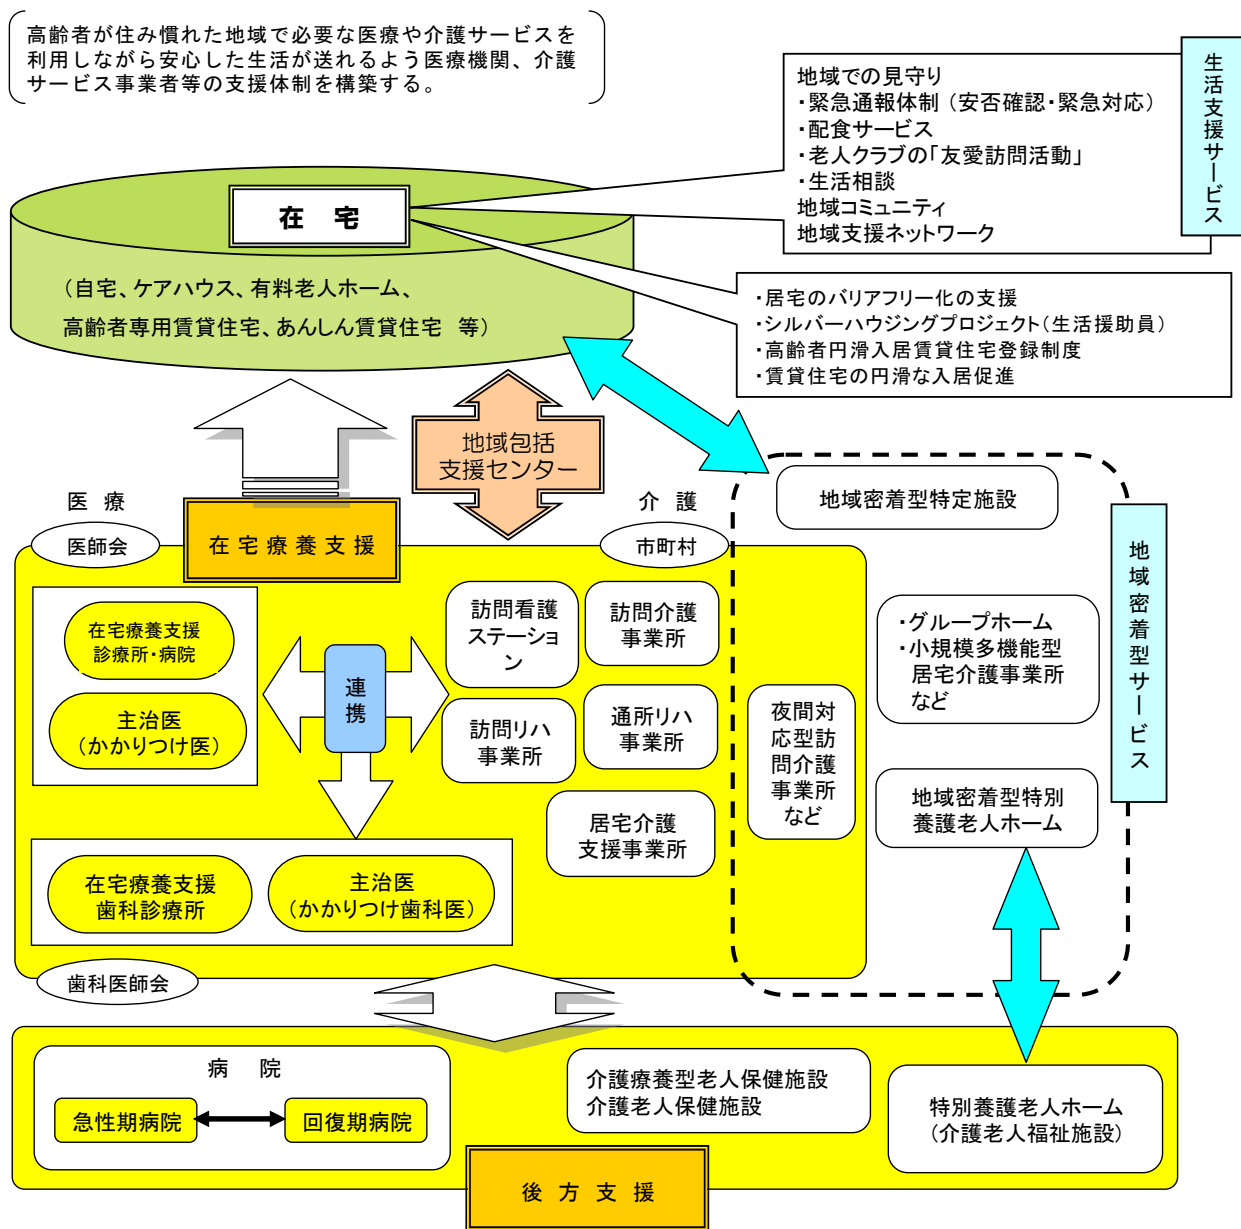 高齢者が住み慣れた地域で必要な医療や介護サービスを
利用しながら安心した生活が送れるよう医療機関、介護
サービス事業者等の支援体制を構築する。
生活支援サービス
地域での見守り
・緊急通報体制（安否確認・緊急対応）
・配食サービス
・老人クラブの「友愛訪問活動」
・生活相談
地域コミュニティ
地域支援ネットワーク
在 宅
（自宅、ケアハウス、有料老人ホーム、
高齢者専用賃貸住宅、あんしん賃貸住宅 等）
・居宅のバリアフリー化の支援
・シルバーハウジングプロジェクト（生活援助員）
・高齢者円滑入居賃貸住宅登録制度
・賃貸住宅の円滑な入居促進
地域包括
支援センター
医 療
介 護
医師会
在宅療養支援
市町村
地域密着型特定施設
地域密着型サービス
在宅療養支援
診療所・病院
主治医
（かかりつけ医）
連携
訪問看護
ステーショ
ン
訪問介護
事業所
訪問リハ
事業所
通所リハ
事業所
居宅介護
支援事業所
夜間対
応型訪
問介護
事業所
など
・グループホーム
・小規模多機能型
居宅介護事業所
など
地域密着型特別
養護老人ホーム
在宅療養支援
歯科診療所
主治医
（かかりつけ歯科医）
歯科医師会
病 院
急性期病院
回復期病院
介護療養型老人保健施設
介護老人保健施設
特別養護老人ホーム
（介護老人福祉施設）
後方支援